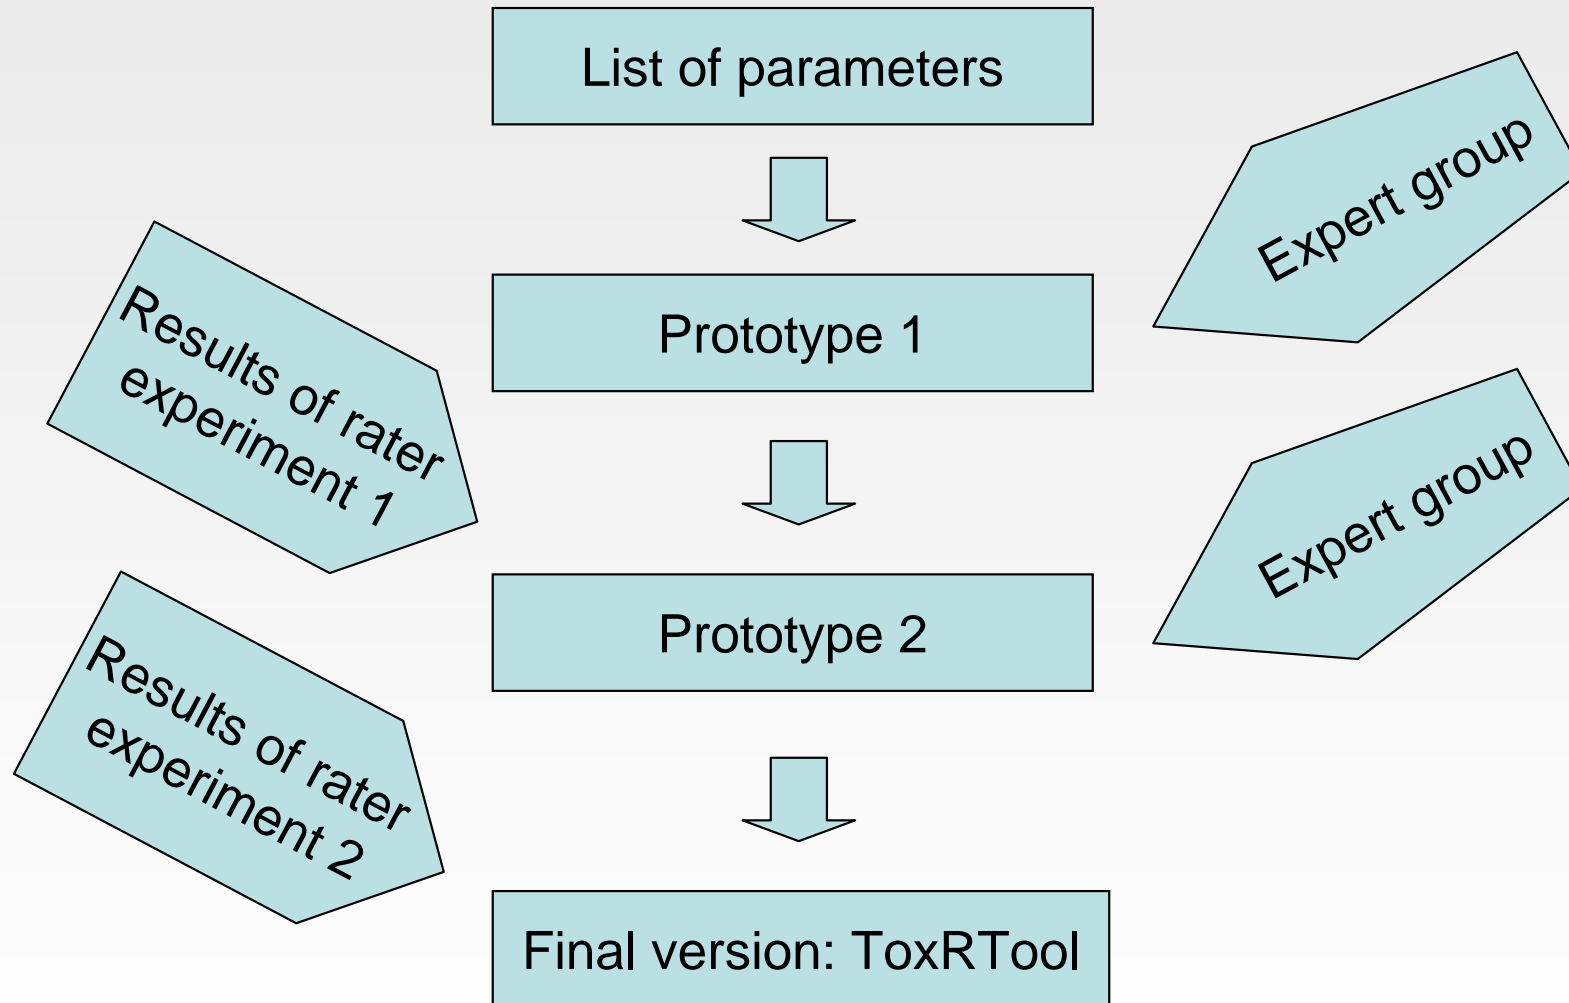 List of parameters
Expert group
Prototype 1
Results of rater
experiment 1
Expert group
Prototype 2
Results of rater
experiment 2
Final version: ToxRTool